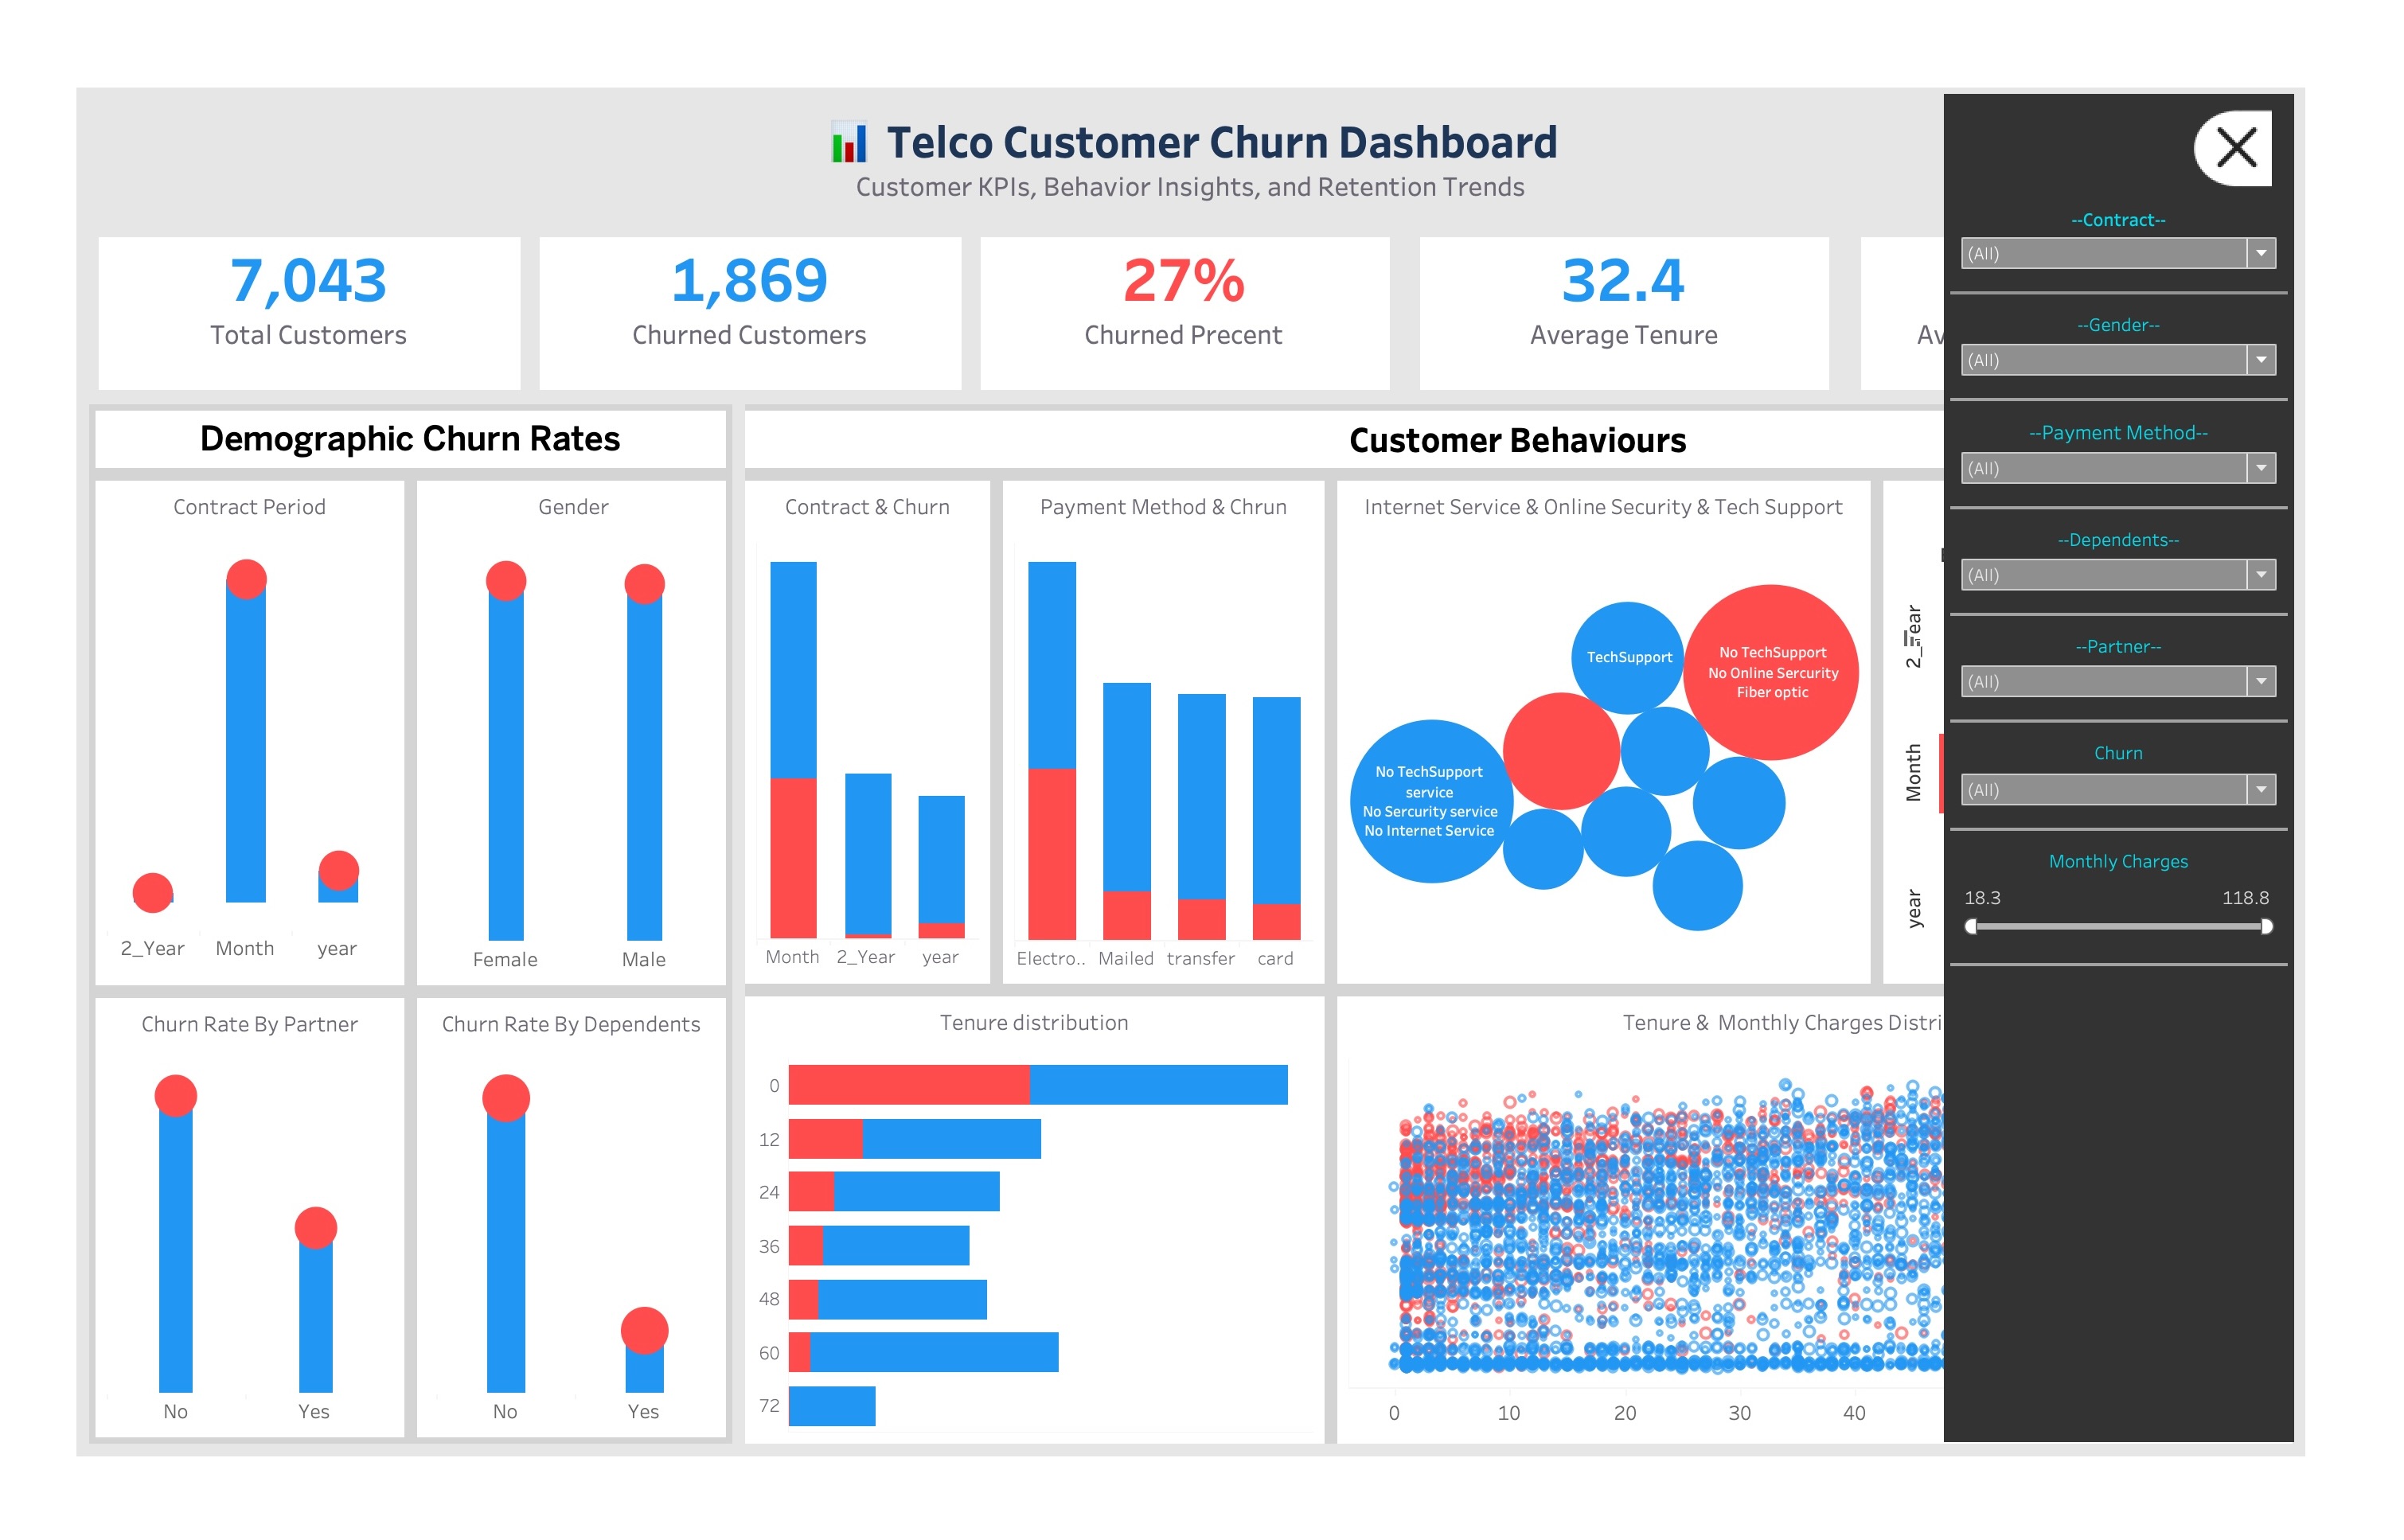 Telco Customer Churn Dashboard
Customer KPIs, Behavior Insights, and Retention Trends
7,043
Total Customers
1,869
Churned Customers
27%
Churned Precent
32.4
Average Tenure
Av
Demographic Churn Rates
Contract Period
2_Year Month year
Gender
Female Male
Churn Rate By Partner
No Yes
Churn Rate By Dependents
No Yes
Customer Behaviours
Contract & Churn
Month 2_Year year
Payment Method & Chrun
Electro.. Mailed transfer card
Internet Service & Online Security & Tech Support
TechSupport
No TechSupport
No Online Sercurity
Fiber optic
No TechSupport
service
No Sercurity service
No Internet Service
2_Year
Month
year
Tenure distribution
0
12
24
36
48
60
72
Tenure & Monthly Charges Distri
0 10 20 30 40
--Contract--
(All)
--Gender--
(All)
--Payment Method--
(All)
--Dependents--
(All)
--Partner--
(All)
Churn
(All)
Monthly Charges
18.3 118.8